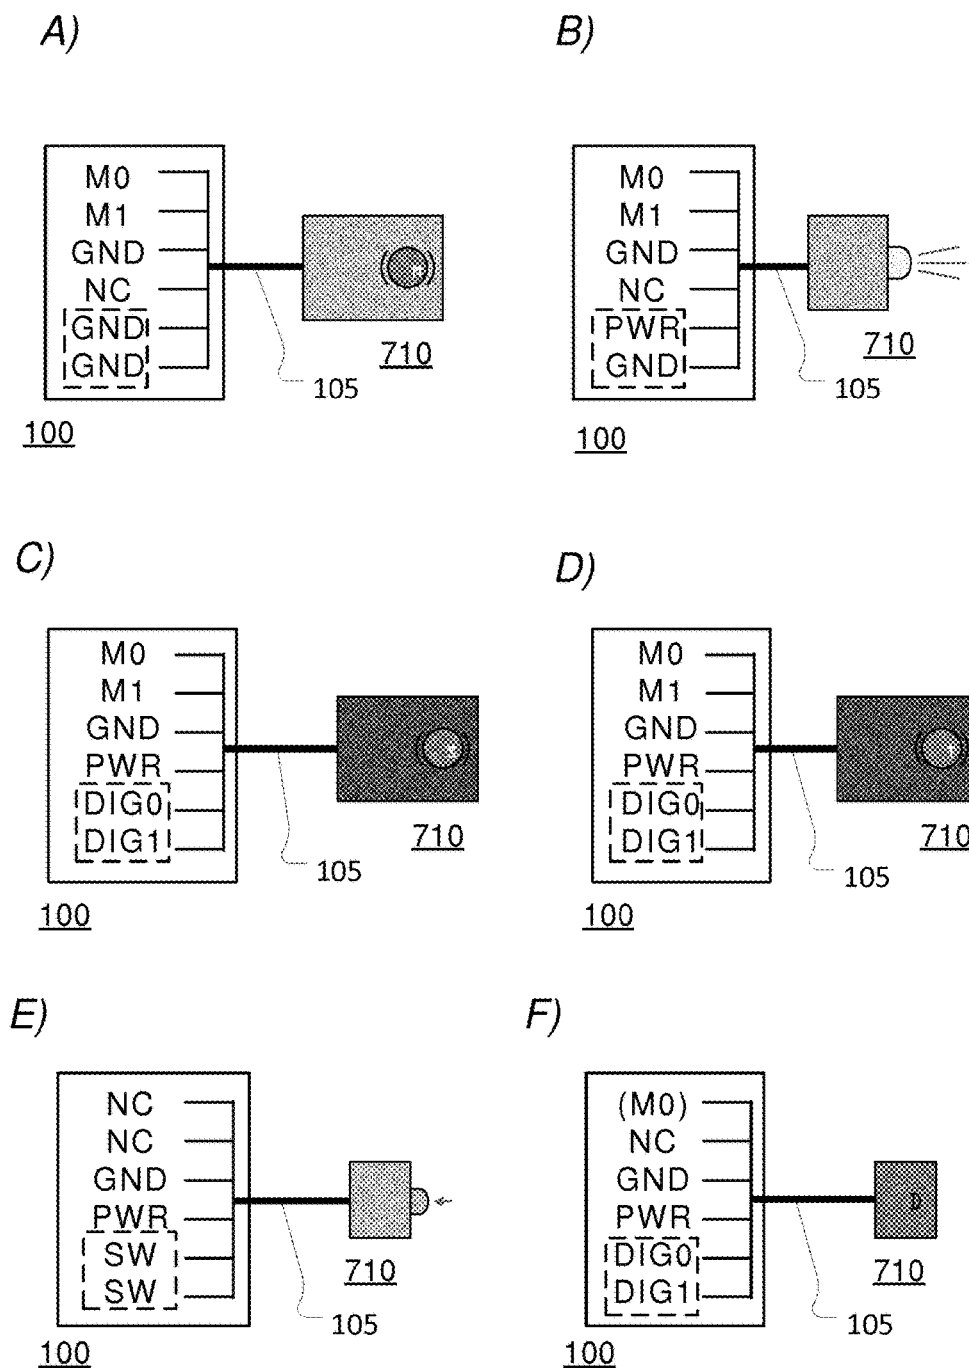 A)
M0
M1
GND
NC
GND
GND
710
105
100
B)
M0
M1
GND
NC
PWR
GND
710
105
100
C)
M0
M1
GND
PWR
DIG0
DIG1
710
105
100
D)
M0
M1
GND
PWR
DIG0
DIG1
710
105
100
E)
NC
NC
GND
PWR
SW
SW
710
105
100
F)
(M0)
NC
GND
PWR
DIG0
DIG1
710
105
100